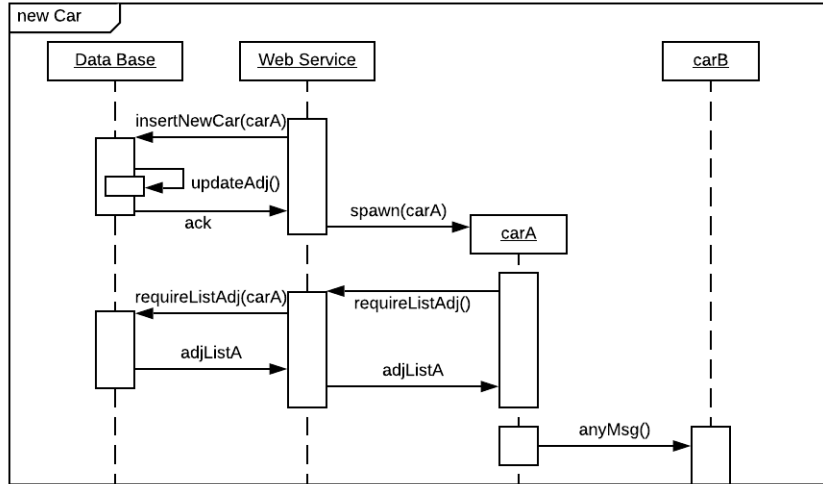 new Car
Data Base
Web Service
carB
insertNewCar(carA)
updateAdj()
ack
spawn(carA)
carA
requireListAdj(carA)
requireListAdj()
adjListA
adjListA
anyMsg()